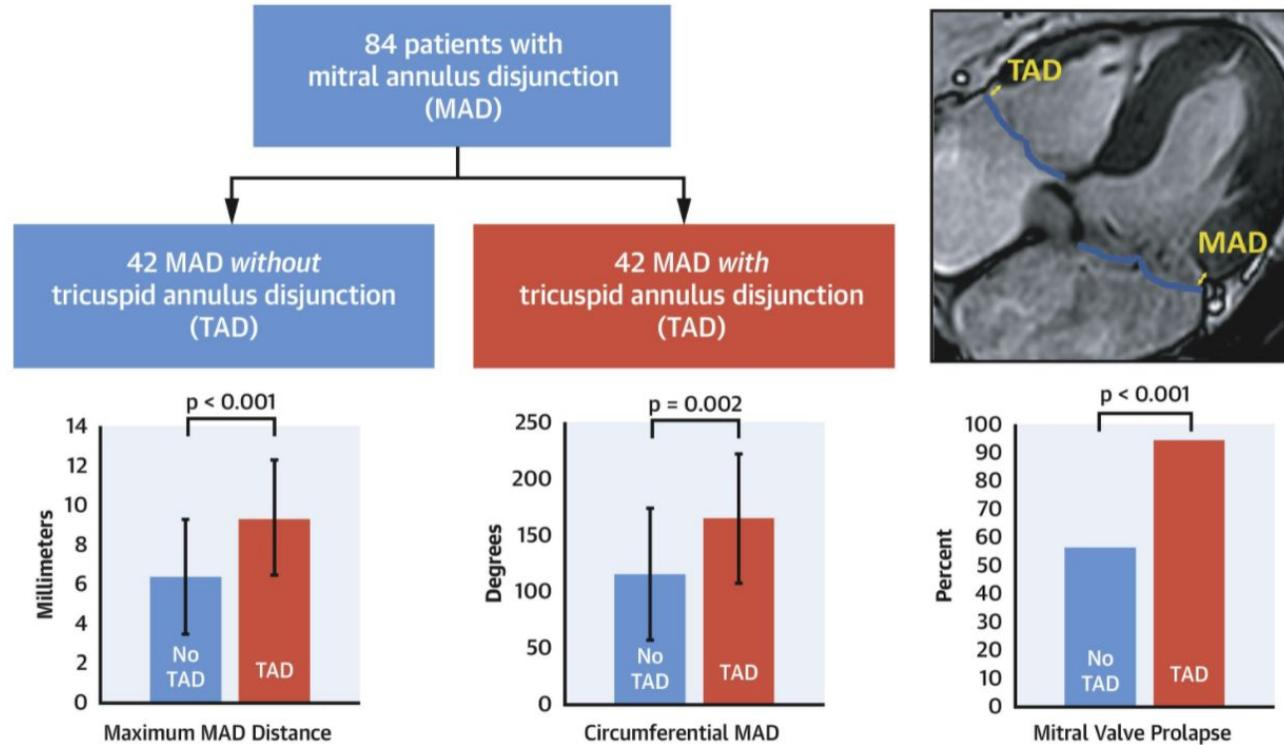 84 patients with
mitral annulus disjunction
(MAD)
42 MAD without
tricuspid annulus disjunction
(TAD)
42 MAD with
tricuspid annulus disjunction
(TAD)
TAD
MAD
p < 0.001
14
12
10
8
6
4
2
0
Millimeters
No
TAD
TAD
Maximum MAD Distance
p = 0.002
250
200
150
100
50
0
Degrees
No
TAD
TAD
Circumferential MAD
p < 0.001
100
90
80
70
60
50
40
30
20
10
0
Percent
No
TAD
TAD
Mitral Valve Prolapse